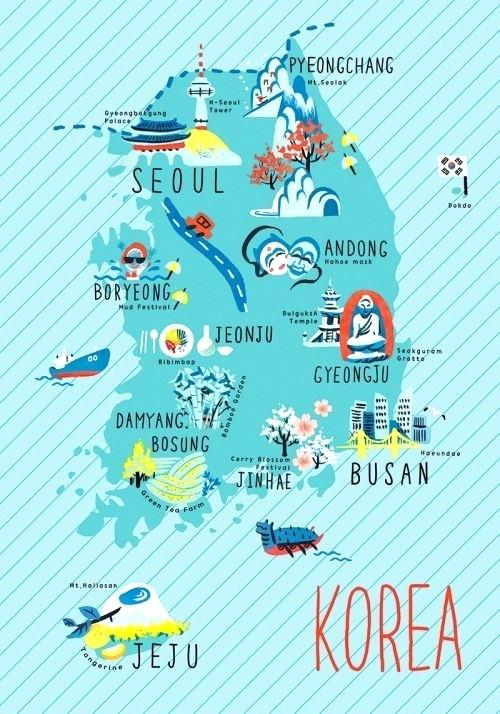 PYEONGCHANG
Mt,Seolak
Gyeongbokgung
Palace
N-Seoul
Tower
SEOUL
Dokdo
ANDONG
Hahoe mask
BORYEONG
Mud Festival
BulguksA
Temple
JEONJU
Bibimbap
Seokguram
Grotto
GYEONGJU
Bamboo Garden
DAMYANG.
BOSUNG
Cerry Blossom
Festival
JINHAE
Haeundae
BUSAN
Green Tea Farm
Mt,Hallasan
Tangerine
JEJU
KOREA